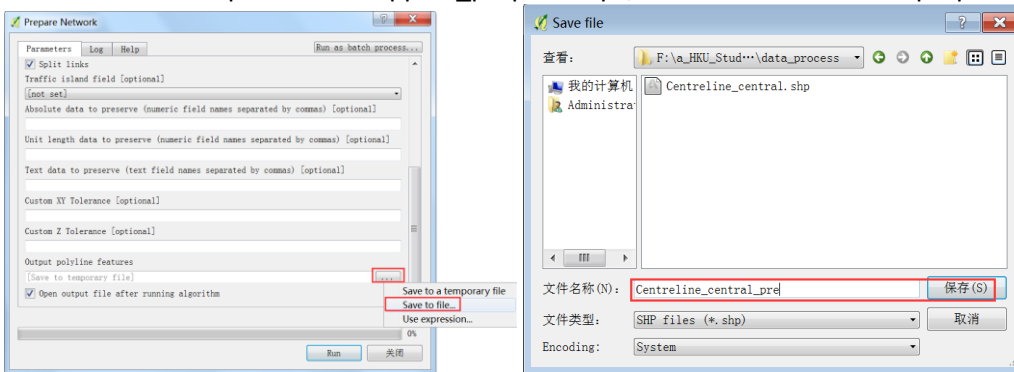 Prepare Network
Parameters Log Help Run as batch process...
Split links
Traffic island field [optional]
[not set]
Absolute data to preserve (numeric field names separated by commas) [optional]
Unit length data to preserve (numeric field names separated by commas) [optional]
Text data to preserve (text field names separated by commas) [optional]
Custom XY Tolerance [optional]
Custom Z Tolerance [optional]
Output polyline features
[Save to temporary file]
...
Open output file after running algorithm
Save to a temporary file
Save to file...
Use expression...
0%
Run 关闭
Save file
查看: F:\a_HKU_Stud…\data_process
我的计算机
Administra
Centreline_central.shp
文件名称(N): Centreline_central_pre 保存(S)
文件类型: SHP files (*.shp) 取消
Encoding: System